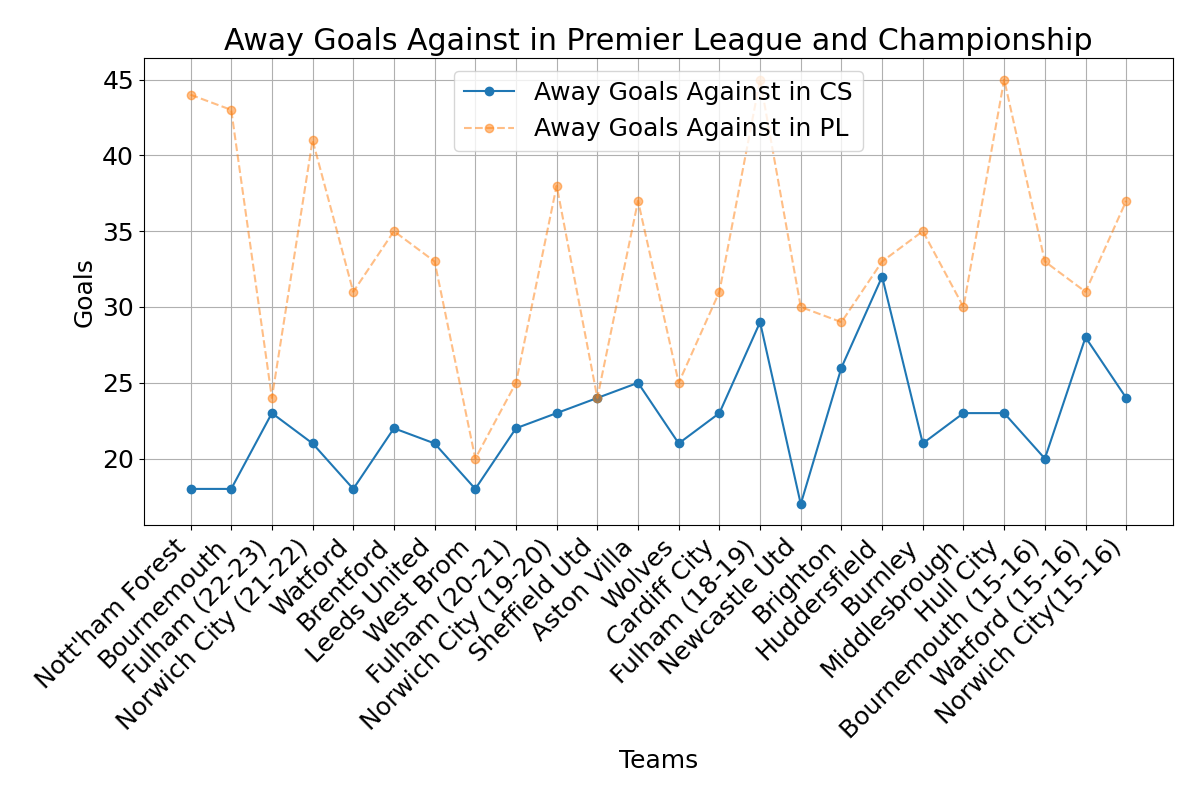 Away Goals Against in Premier League and Championship
Away Goals Against in CS
Away Goals Against in PL
Goals
45
40
35
30
25
20
Nott'ham Forest
Bournemouth
Fulham (22-23)
Norwich City (21-22)
Watford
Brentford
Leeds United
West Brom
Fulham (20-21)
Norwich City (19-20)
Sheffield Utd
Aston Villa
Wolves
Cardiff City
Fulham (18-19)
Newcastle Utd
Brighton
Huddersfield
Burnley
Middlesbrough
Hull City
Bournemouth (15-16)
Watford (15-16)
Norwich City(15-16)
Teams